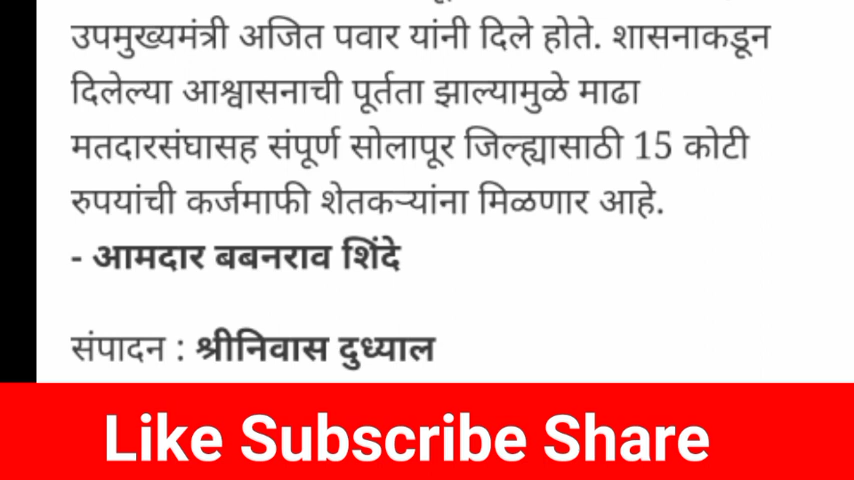 उपमुख्यमंत्री अजित पवार यांनी दिले होते. शासनाकडून
दिलेल्या आश्वासनाची पूर्तता झाल्यामुळे माढा
मतदारसंघासह संपूर्ण सोलापूर जिल्ह्यासाठी 15 कोटी
रुपयांची कर्जमाफी शेतकऱ्यांना मिळणार आहे.
- आमदार बबनराव शिंदे
संपादन : श्रीनिवास दुध्याल
Like Subscribe Share